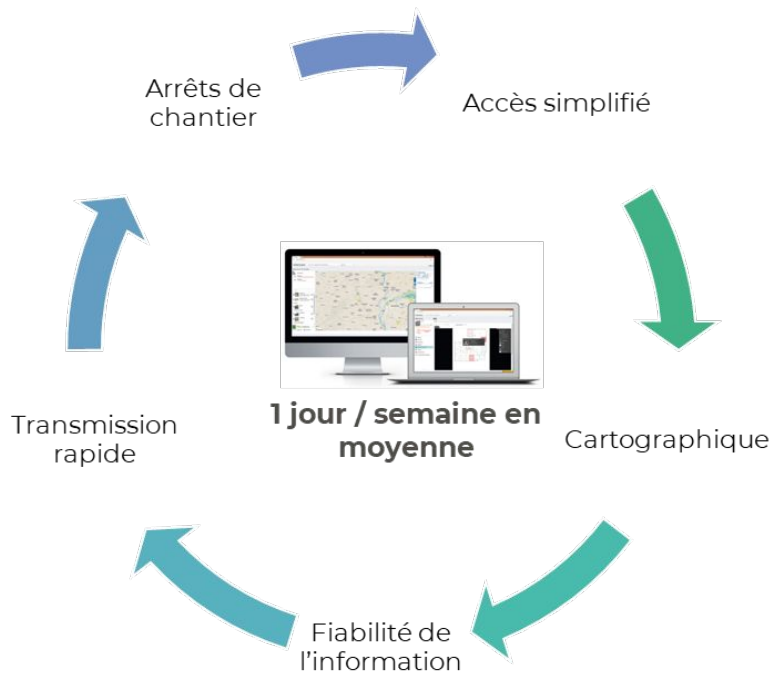 Arrêts de
chantier
Accès simplifié
1 jour / semaine en
moyenne
Transmission
rapide
Cartographique
Fiabilité de
l'information